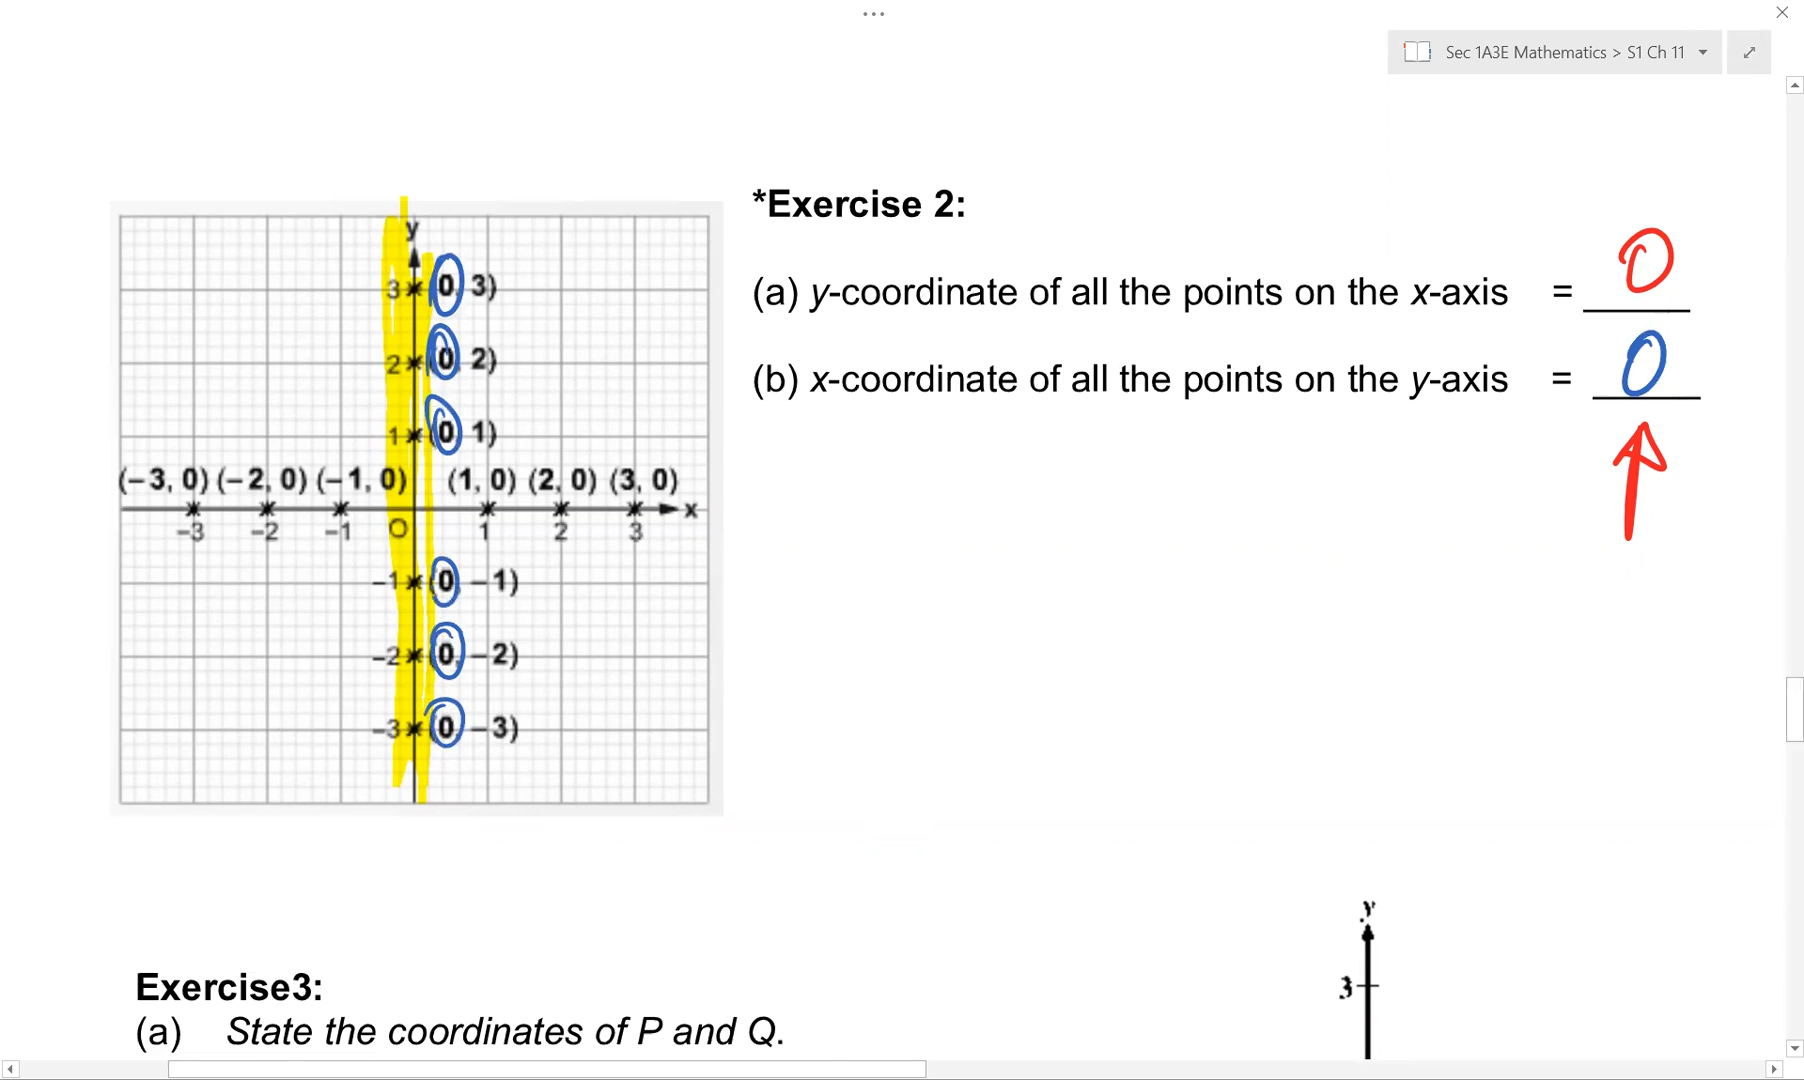 Sec 1A3E Mathematics > S1 Ch 11
*Exercise 2:
(a) y-coordinate of all the points on the x-axis = 0
(b) x-coordinate of all the points on the y-axis = 0
y
3 (0, 3)
2 (0, 2)
1 (0, 1)
(−3, 0) (−2, 0) (−1, 0) (1, 0) (2, 0) (3, 0)
x
−3 −2 −1 O 1 2 3
−1 (0, −1)
−2 (0, −2)
−3 (0, −3)
y
3
Exercise3:
(a) State the coordinates of P and Q.